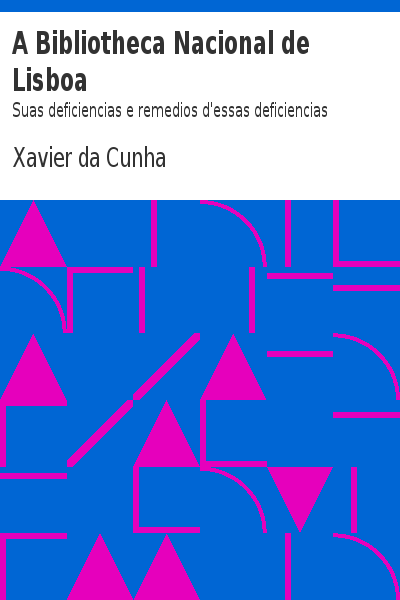 A Bibliotheca Nacional de
Lisboa
Suas deficiencias e remedios d'essas deficiencias
Xavier da Cunha